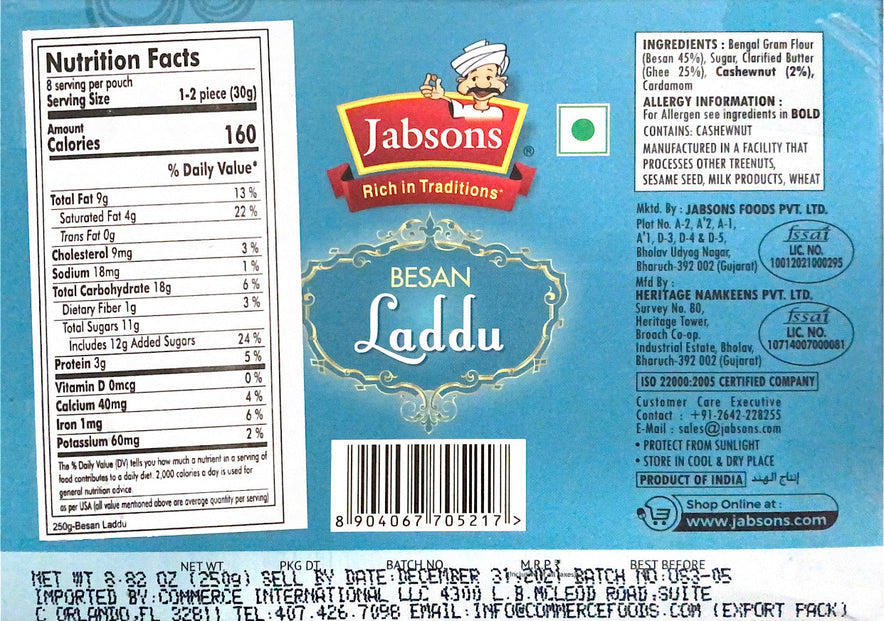 Nutrition Facts
8 serving per pouch
Serving Size 1-2 piece (30g)
Amount
Calories 160
% Daily Value*
Total Fat 9g 13 %
Saturated Fat 4g 22 %
Trans Fat 0g
Cholesterol 9mg 3 %
Sodium 18mg 1 %
Total Carbohydrate 18g 6 %
Dietary Fiber 1g 3 %
Total Sugars 11g
Includes 12g Added Sugars 24 %
Protein 3g 5 %
Vitamin D 0mcg 0 %
Calcium 40mg 4 %
Iron 1mg 6 %
Potassium 60mg 2 %
The % Daily Value (DV) tells you how much a nutrient in a serving of
food contributes to a daily diet. 2,000 calories a day is used for
general nutrition advice.
as per USA (all value mentioned above are average quantity per serving)
250g-Besan Laddu
Jabsons ®
Rich in Traditions*
BESAN
Laddu
8 904067 705217 >
INGREDIENTS : Bengal Gram Flour
(Besan 45%), Sugar, Clarified Butter
(Ghee 25%), Cashewnut (2%),
Cardamom
ALLERGY INFORMATION :
For Allergen see ingredients in BOLD
CONTAINS: CASHEWNUT
MANUFACTURED IN A FACILITY THAT
PROCESSES OTHER TREENUTS,
SESAME SEED, MILK PRODUCTS, WHEAT
Mktd. By : JABSONS FOODS PVT. LTD.
Plot No. A-2, A'2, A-1,
A'1, D-3, D-4 & D-5,
Bholav Udyog Nagar,
Bharuch-392 002 (Gujarat)
fssai
LIC. NO.
10012021000295
Mfd By :
HERITAGE NAMKEENS PVT. LTD.
Survey No. 80,
Heritage Tower,
Broach Co-op.
Industrial Estate, Bholav,
Bharuch-392 002 (Gujarat)
fssai
LIC. NO.
10714007000081
ISO 22000:2005 CERTIFIED COMPANY
Customer Care Executive
Contact : +91-2642-228255
E-Mail : sales@jabsons.com
• PROTECT FROM SUNLIGHT
• STORE IN COOL & DRY PLACE
PRODUCT OF INDIA إنتاج الهند
Shop Online at :
www.jabsons.com
NET WT. PKG DT. BATCH NO. M.R.P.₹ BEST BEFORE
NET WT 8.82 OZ (250g) SELL BY DATE:DECEMBER 31 BATCH NO:US3-05
IMPORTED BY:COMMERCE INTERNATIONAL LLC 4300 L.B.MCLEOD ROAD,SUITE
C ORLANDO,FL 32811 TEL:407.426.7098 EMAIL:INFO@COMMERCEFOODS.COM (EXPORT PACK)